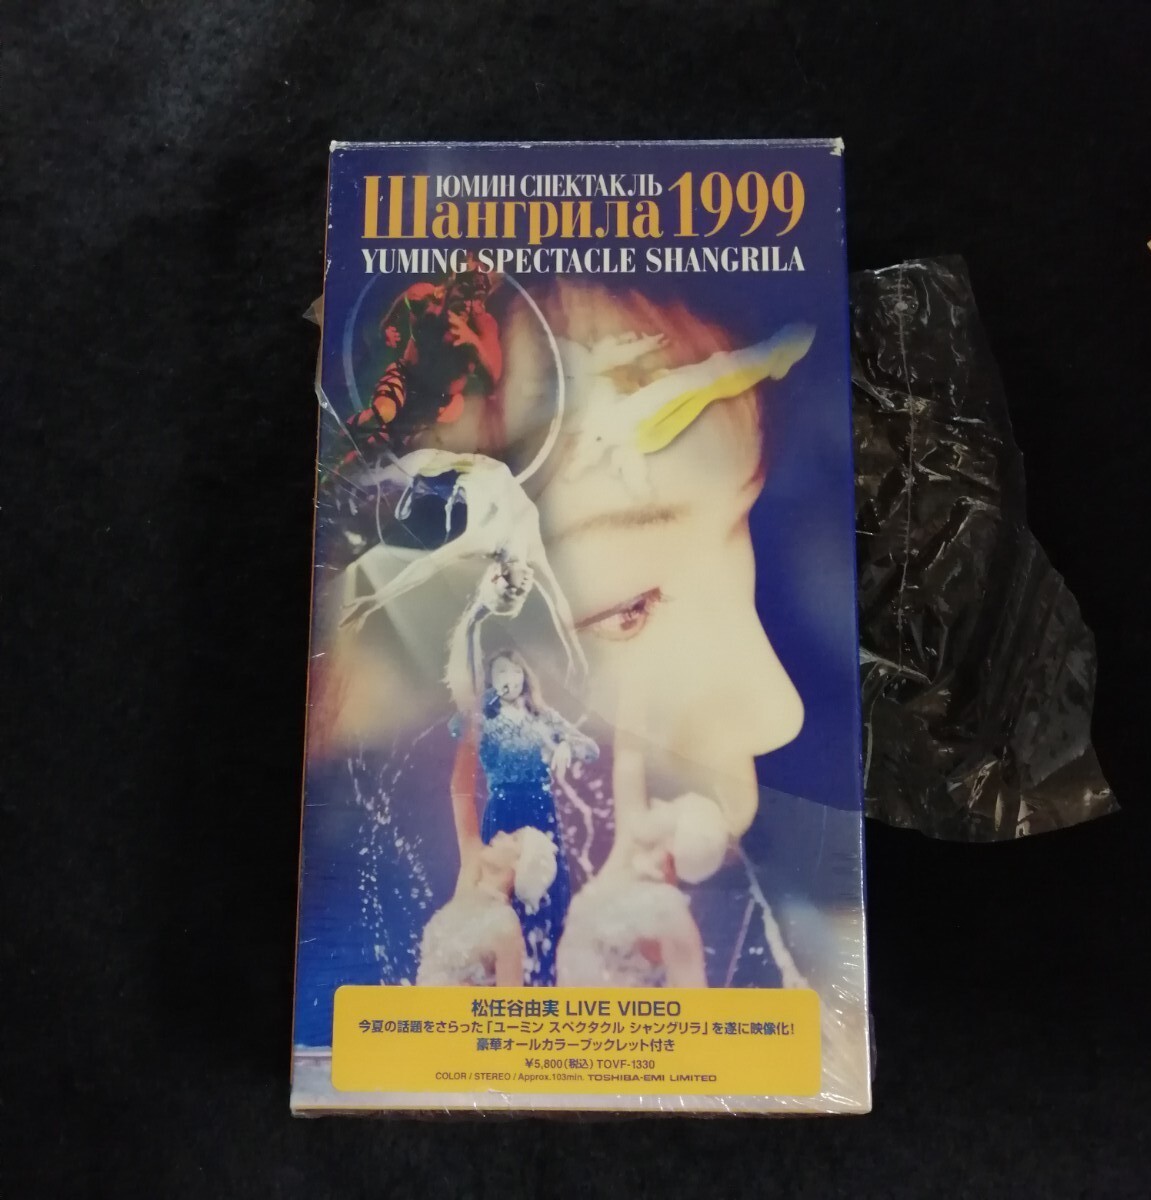 ЮМИН СПЕКТАКЛЬ
Шангрила 1999
YUMING SPECTACLE SHANGRILA
松任谷由実 LIVE VIDEO
今夏の話題をさらった「ユーミン スペクタクル シャングリラ」を遂に映像化!
豪華オールカラーブックレット付き
¥5,800(税込) TOVF-1330
COLOR / STEREO / Approx.103min. TOSHIBA-EMI LIMITED